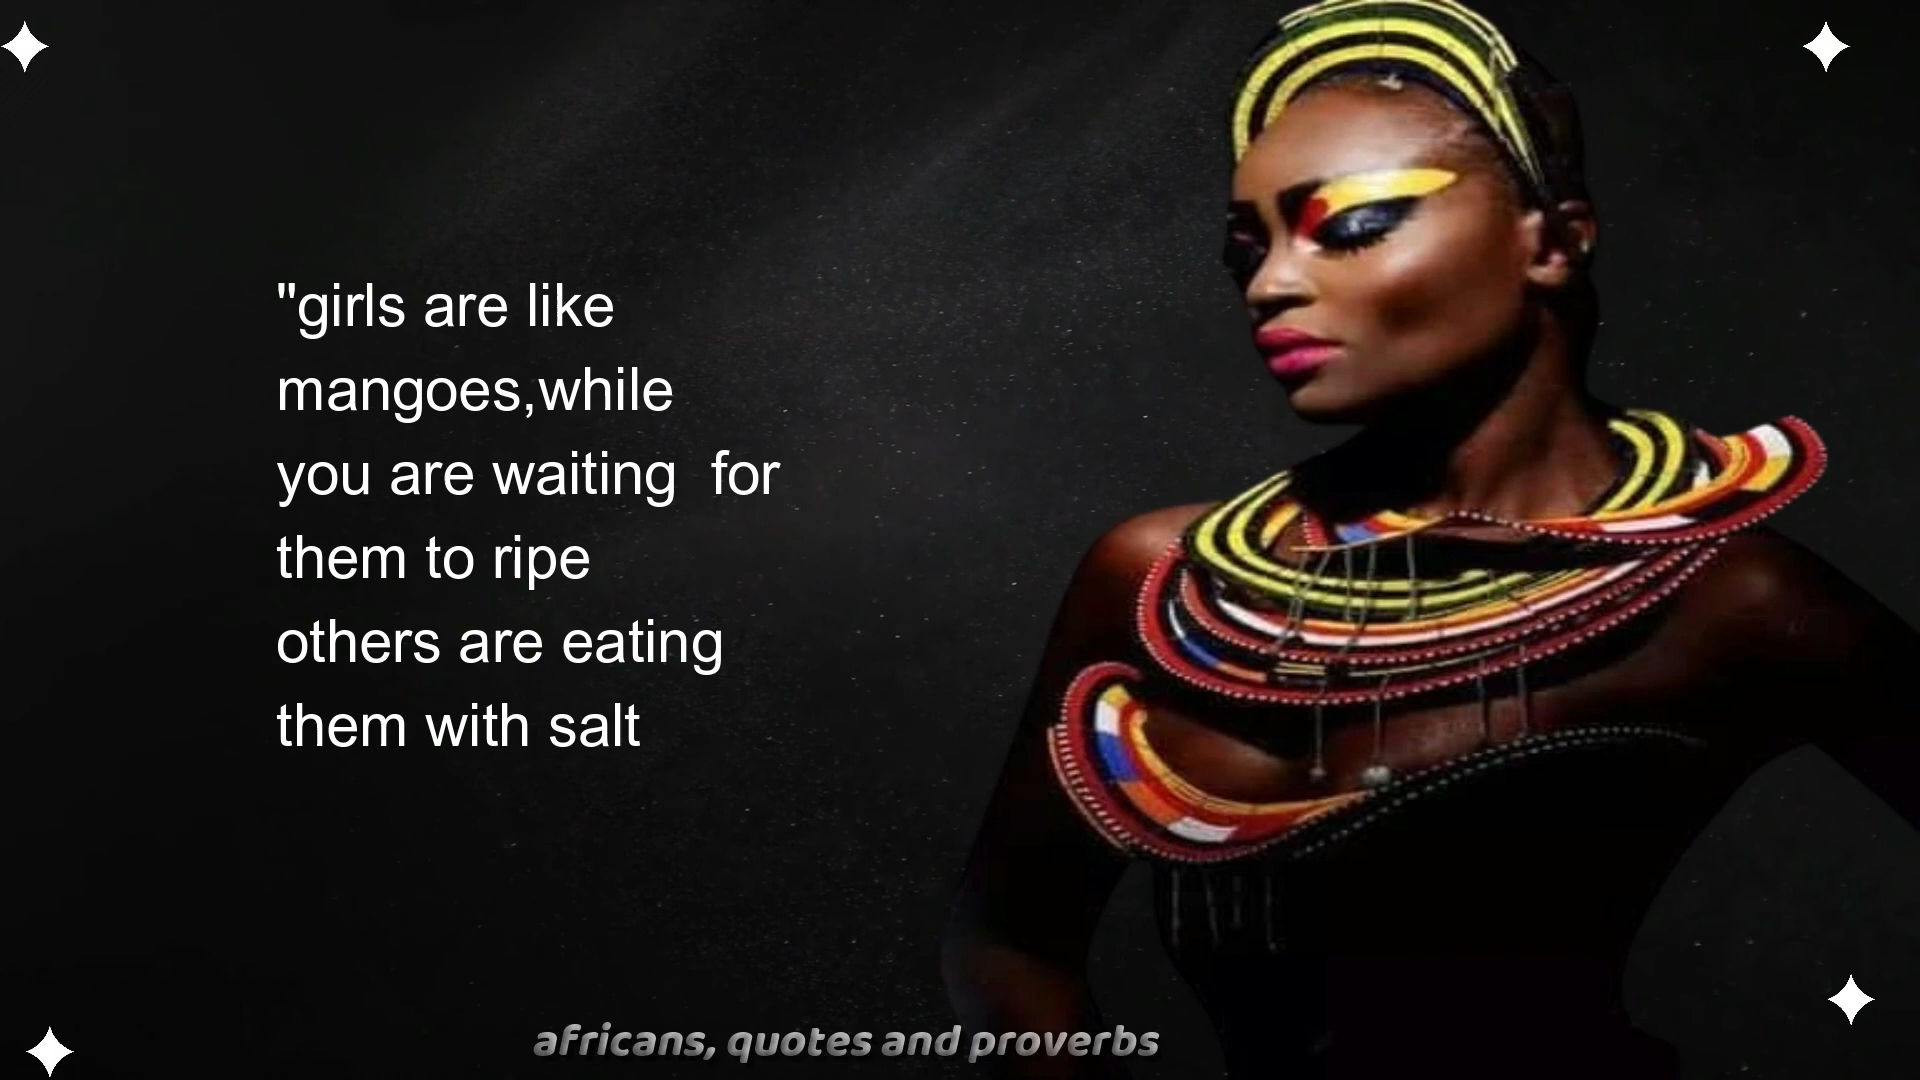 "girls are like
mangoes,while
you are waiting  for
them to ripe
others are eating
them with salt
africans, quotes and proverbs